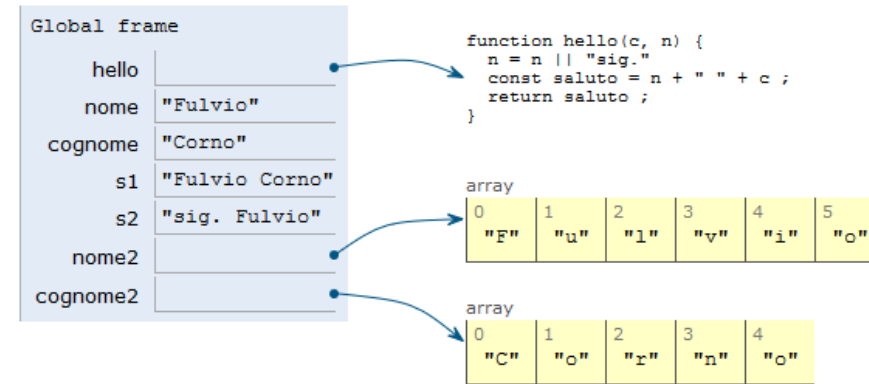 Global frame
hello
nome "Fulvio"
cognome "Corno"
s1 "Fulvio Corno"
s2 "sig. Fulvio"
nome2
cognome2
function hello(c, n) {
  n = n || "sig."
  const saluto = n + " " + c ;
  return saluto ;
}
array
0 1 2 3 4 5
"F" "u" "l" "v" "i" "o"
array
0 1 2 3 4
"C" "o" "r" "n" "o"